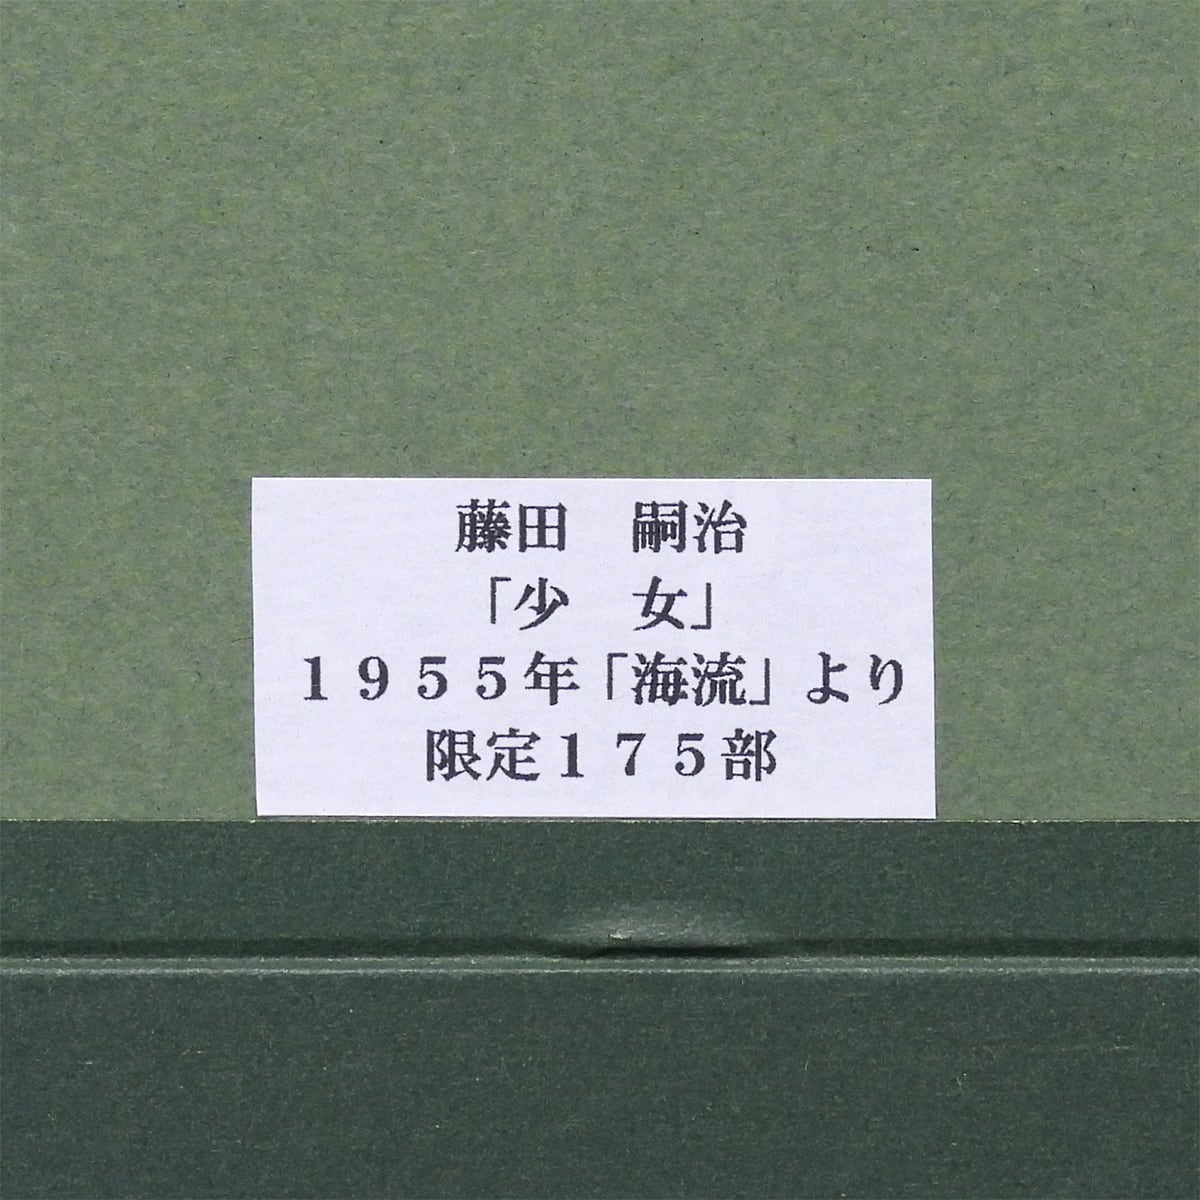 藤田　嗣治
「少　女」
１９５５年「海流」より
限定１７５部